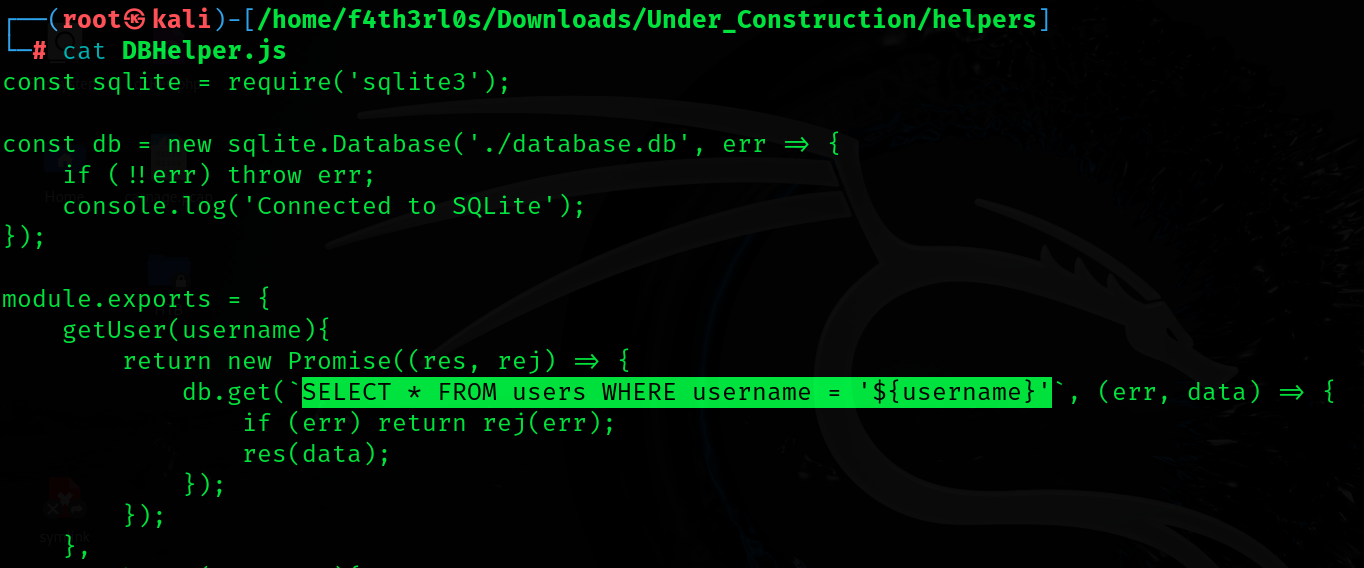 ┌──(root㉿kali)-[/home/f4th3rl0s/Downloads/Under_Construction/helpers]
└─# cat DBHelper.js
const sqlite = require('sqlite3');

const db = new sqlite.Database('./database.db', err => {
    if (!!err) throw err;
    console.log('Connected to SQLite');
});

module.exports = {
    getUser(username){
        return new Promise((res, rej) => {
            db.get(`SELECT * FROM users WHERE username = '${username}'`, (err, data) => {
                if (err) return rej(err);
                res(data);
            });
        });
    },